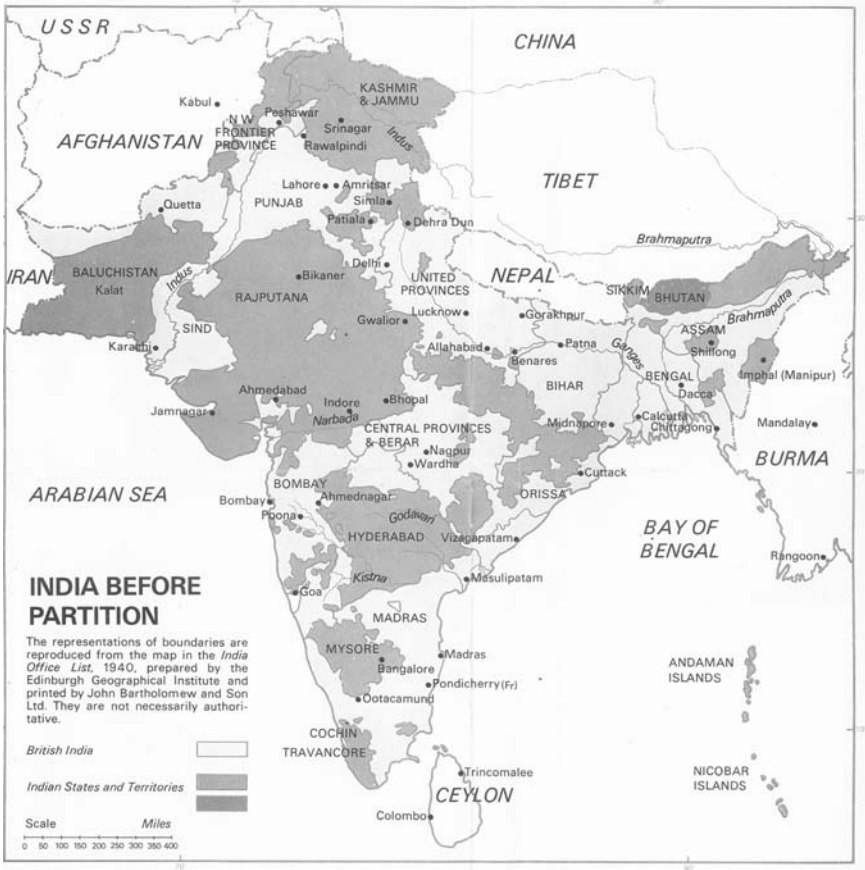 USSR
CHINA
KASHMIR
& JAMMU
Kabul
NW
FRONTIER
PROVINCE
Peshawar
Srinagar
Indus
AFGHANISTAN
Rawalpindi
TIBET
Lahore
Amritsar
Simla
PUNJAB
Quetta
Patiala
Dehra Dun
Brahmaputra
Delhi
IRAN
BALUCHISTAN
Kalat
Indus
Bikaner
RAJPUTANA
UNITED
PROVINCES
NEPAL
SIKKIM
BHUTAN
Brahmaputra
Lucknow
Gorakhpur
Gwalior
SIND
Karachi
ASSAM
Shillong
Allahabad
Benares
Patna
Ganges
Imphal (Manipur)
BIHAR
BENGAL
Dacca
Ahmedabad
Indore
Bhopal
Jamnagar
Narbada
Midnapore
Calcutta
Chittagong
Mandalay
CENTRAL PROVINCES
& BERAR
Nagpur
Wardha
BURMA
Cuttack
ORISSA
ARABIAN SEA
BOMBAY
Bombay
Ahmednagar
Poona
Godavari
HYDERABAD
Vizagapatam
BAY OF
BENGAL
Rangoon
Kistna
Masulipatam
Goa
INDIA BEFORE
PARTITION
The representations of boundaries are
reproduced from the map in the India
Office List, 1940, prepared by the
Edinburgh Geographical Institute and
printed by John Bartholomew and Son
Ltd. They are not necessarily authori-
tative.
MADRAS
MYSORE
Bangalore
Madras
Pondicherry (Fr)
Ootacamund
ANDAMAN
ISLANDS
COCHIN
TRAVANCORE
British India
Indian States and Territories
Trincomalee
CEYLON
Colombo
NICOBAR
ISLANDS
Scale Miles
0 50 100 150 200 250 300 350 400
70